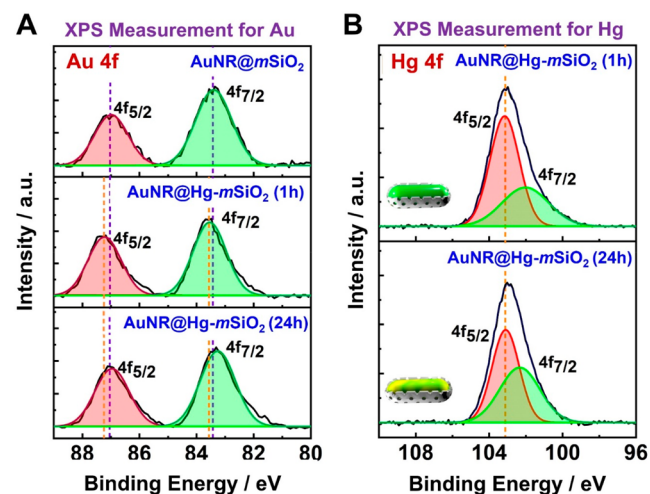 A
XPS Measurement for Au
Au 4f
AuNR@mSiO2
4f5/2
4f7/2
AuNR@Hg-mSiO2 (1h)
4f5/2
4f7/2
AuNR@Hg-mSiO2 (24h)
4f5/2
4f7/2
Intensity / a.u.
88 86 84 82 80
Binding Energy / eV
B
XPS Measurement for Hg
Hg 4f
AuNR@Hg-mSiO2 (1h)
4f5/2
4f7/2
AuNR@Hg-mSiO2 (24h)
4f5/2
4f7/2
Intensity / a.u.
108 104 100 96
Binding Energy / eV